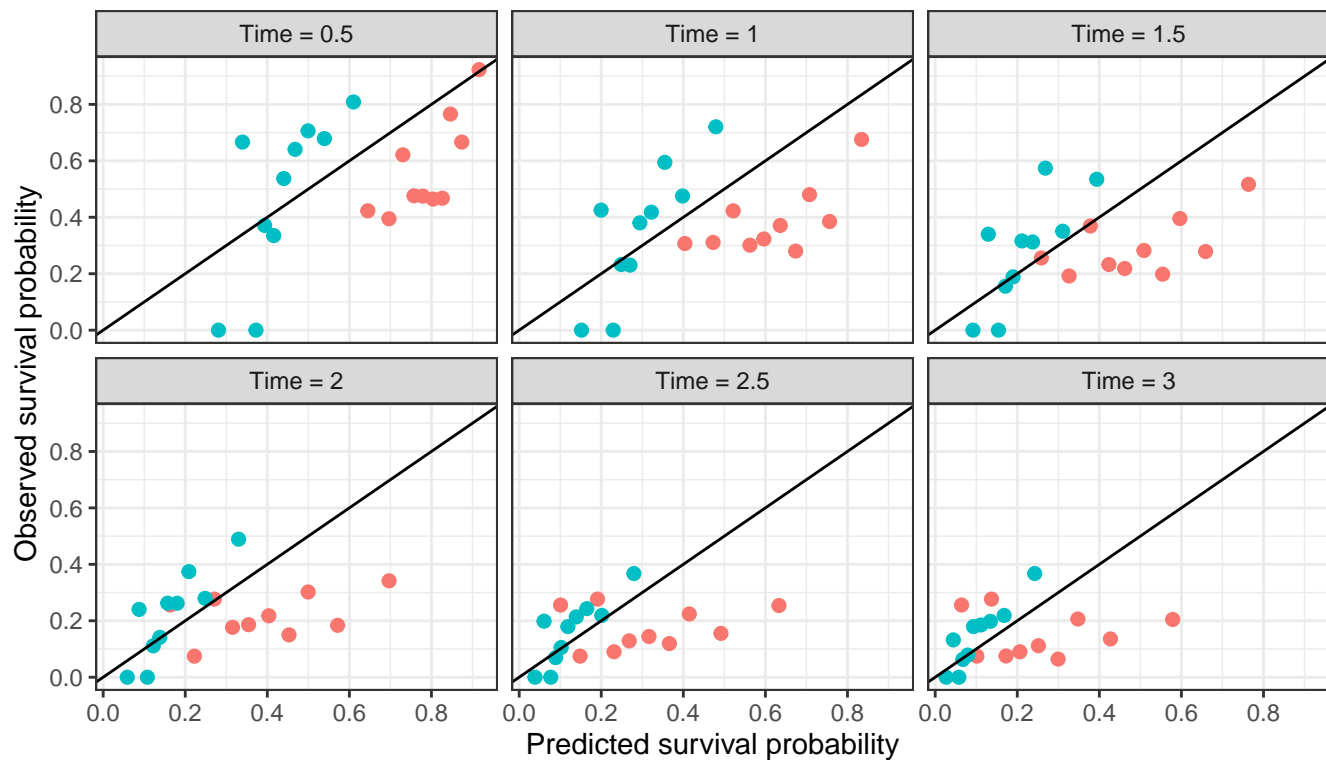 Time = 0.5 Time = 1 Time = 1.5
0.8
0.6
0.4
0.2
0.0
Time = 2 Time = 2.5 Time = 3
0.8
0.6
0.4
0.2
0.0
0.0 0.2 0.4 0.6 0.8 0.0 0.2 0.4 0.6 0.8 0.0 0.2 0.4 0.6 0.8
Observed survival probability
Predicted survival probability